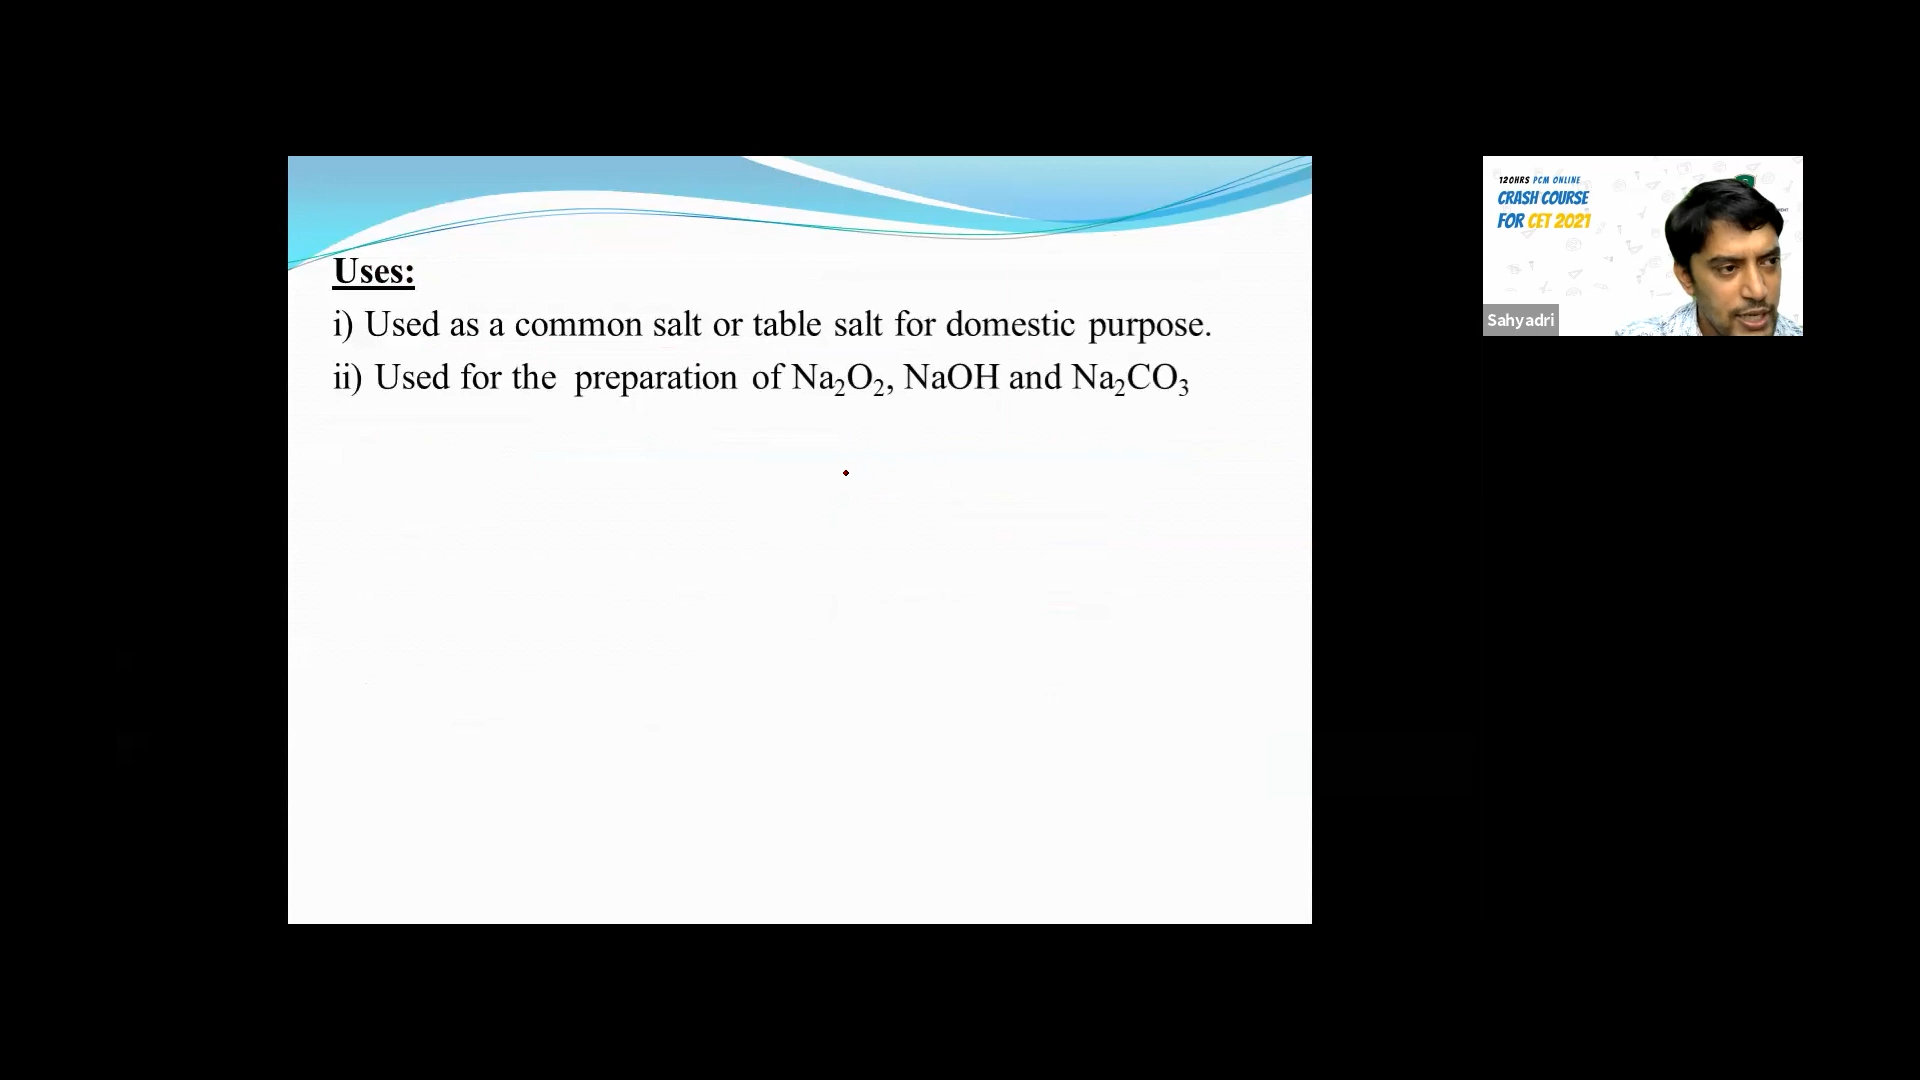 Uses:
i) Used as a common salt or table salt for domestic purpose.
ii) Used for the preparation of Na₂O₂, NaOH and Na₂CO₃
120HRS PCM ONLINE
CRASH COURSE
FOR CET 2021
Sahyadri